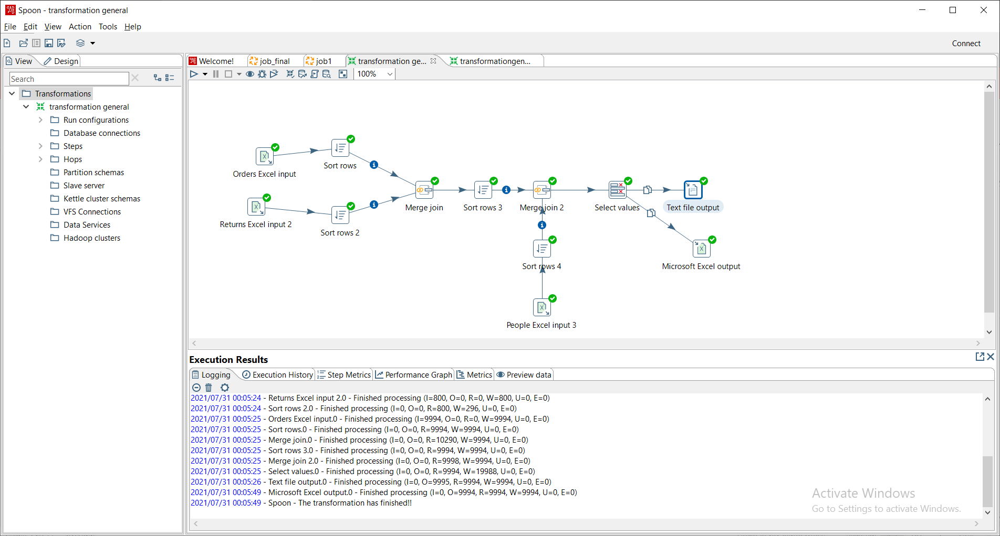 Spoon - transformation general
File Edit View Action Tools Help
Connect
View Design
Welcome! job_final job1 transformation ge... transformationgen...
Search
100%
Transformations
transformation general
Run configurations
Database connections
Steps
Hops
Partition schemas
Slave server
Kettle cluster schemas
VFS Connections
Data Services
Hadoop clusters
Orders Excel input
Sort rows
Returns Excel input 2
Sort rows 2
Merge join
Sort rows 3
Merge join 2
Select values
Text file output
Sort rows 4
Microsoft Excel output
People Excel input 3
Execution Results
Logging Execution History Step Metrics Performance Graph Metrics Preview data
2021/07/31 00:05:24 - Returns Excel input 2.0 - Finished processing (I=800, O=0, R=0, W=800, U=0, E=0)
2021/07/31 00:05:24 - Sort rows 2.0 - Finished processing (I=0, O=0, R=800, W=296, U=0, E=0)
2021/07/31 00:05:25 - Orders Excel input.0 - Finished processing (I=9994, O=0, R=0, W=9994, U=0, E=0)
2021/07/31 00:05:25 - Sort rows.0 - Finished processing (I=0, O=0, R=9994, W=9994, U=0, E=0)
2021/07/31 00:05:25 - Merge join.0 - Finished processing (I=0, O=0, R=10290, W=9994, U=0, E=0)
2021/07/31 00:05:25 - Sort rows 3.0 - Finished processing (I=0, O=0, R=9994, W=9994, U=0, E=0)
2021/07/31 00:05:25 - Merge join 2.0 - Finished processing (I=0, O=0, R=9998, W=9994, U=0, E=0)
2021/07/31 00:05:25 - Select values.0 - Finished processing (I=0, O=0, R=9994, W=19988, U=0, E=0)
2021/07/31 00:05:26 - Text file output.0 - Finished processing (I=0, O=9995, R=9994, W=9994, U=0, E=0)
2021/07/31 00:05:49 - Microsoft Excel output.0 - Finished processing (I=0, O=9994, R=9994, W=9994, U=0, E=0)
2021/07/31 00:05:49 - Spoon - The transformation has finished!!
Activate Windows
Go to Settings to activate Windows.